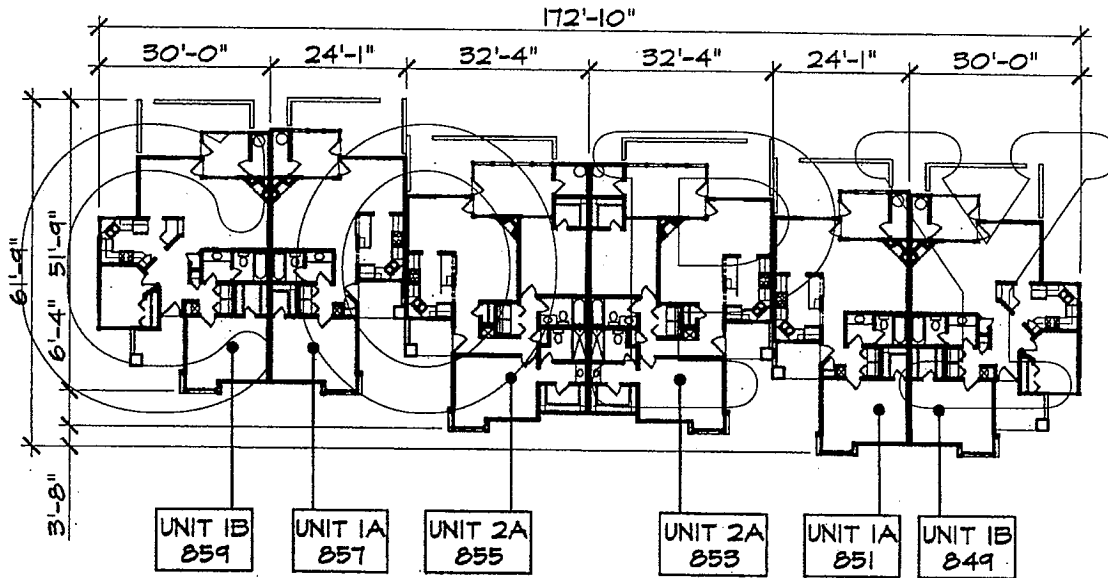 172'-10"
30'-0" 24'-1" 32'-4" 32'-4" 24'-1" 30'-0"
61'-9"
51'-9"
6'-4"
3'-8"
UNIT 1B
859
UNIT 1A
857
UNIT 2A
855
UNIT 2A
853
UNIT 1A
851
UNIT 1B
849